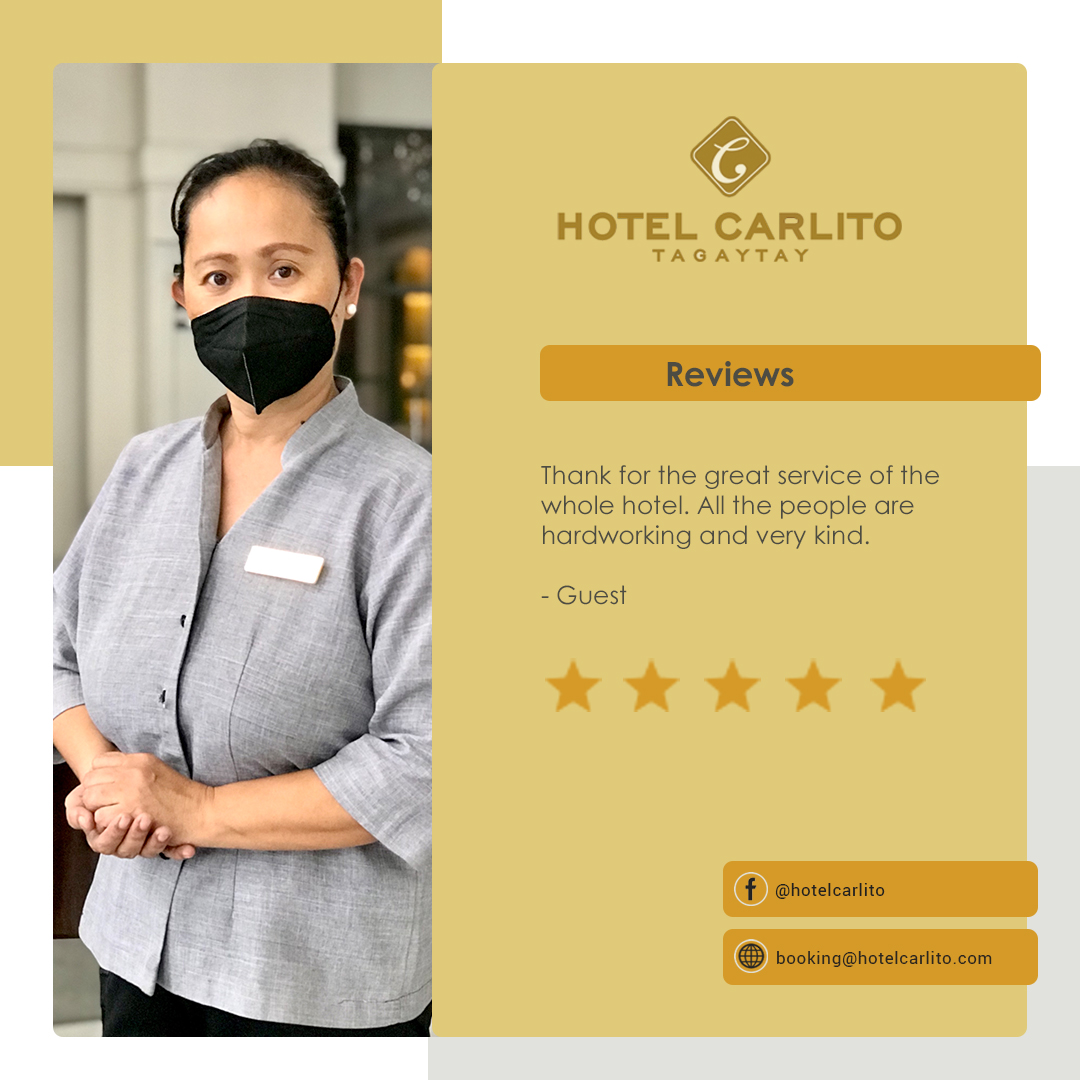 C
HOTEL CARLITO
TAGAYTAY
Reviews
Thank for the great service of the
whole hotel. All the people are
hardworking and very kind.
- Guest
f
@hotelcarlito
booking@hotelcarlito.com